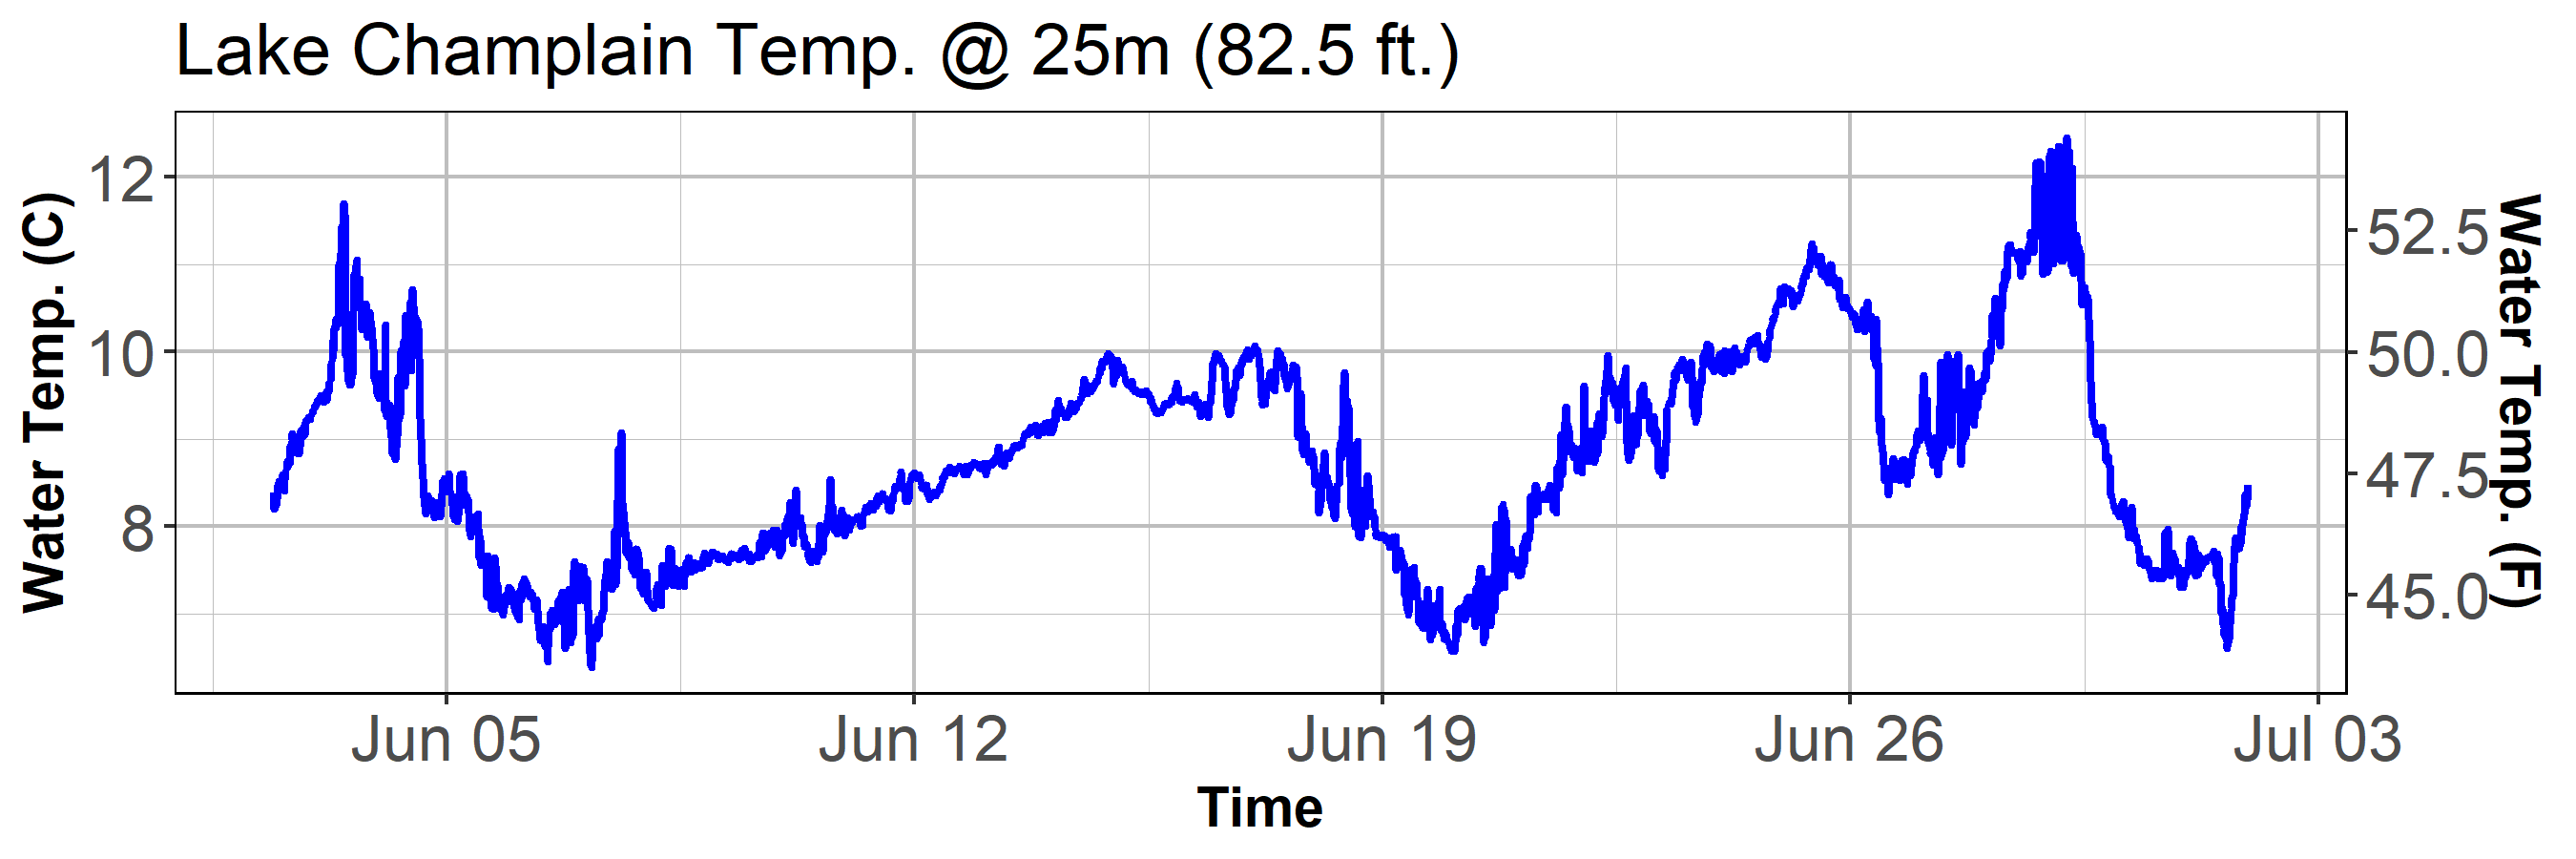 Lake Champlain Temp. @ 25m (82.5 ft.)
Water Temp. (C)
12
10
8
52.5
50.0
47.5
45.0
Water Temp. (F)
Jun 05
Jun 12
Jun 19
Jun 26
Jul 03
Time